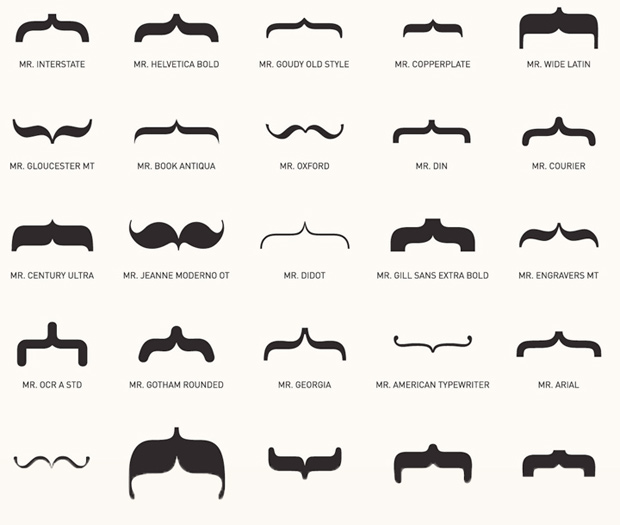 MR. INTERSTATE
MR. HELVETICA BOLD
MR. GOUDY OLD STYLE
MR. COPPERPLATE
MR. WIDE LATIN
MR. GLOUCESTER MT
MR. BOOK ANTIQUA
MR. OXFORD
MR. DIN
MR. COURIER
MR. CENTURY ULTRA
MR. JEANNE MODERNO OT
MR. DIDOT
MR. GILL SANS EXTRA BOLD
MR. ENGRAVERS MT
MR. OCR A STD
MR. GOTHAM ROUNDED
MR. GEORGIA
MR. AMERICAN TYPEWRITER
MR. ARIAL